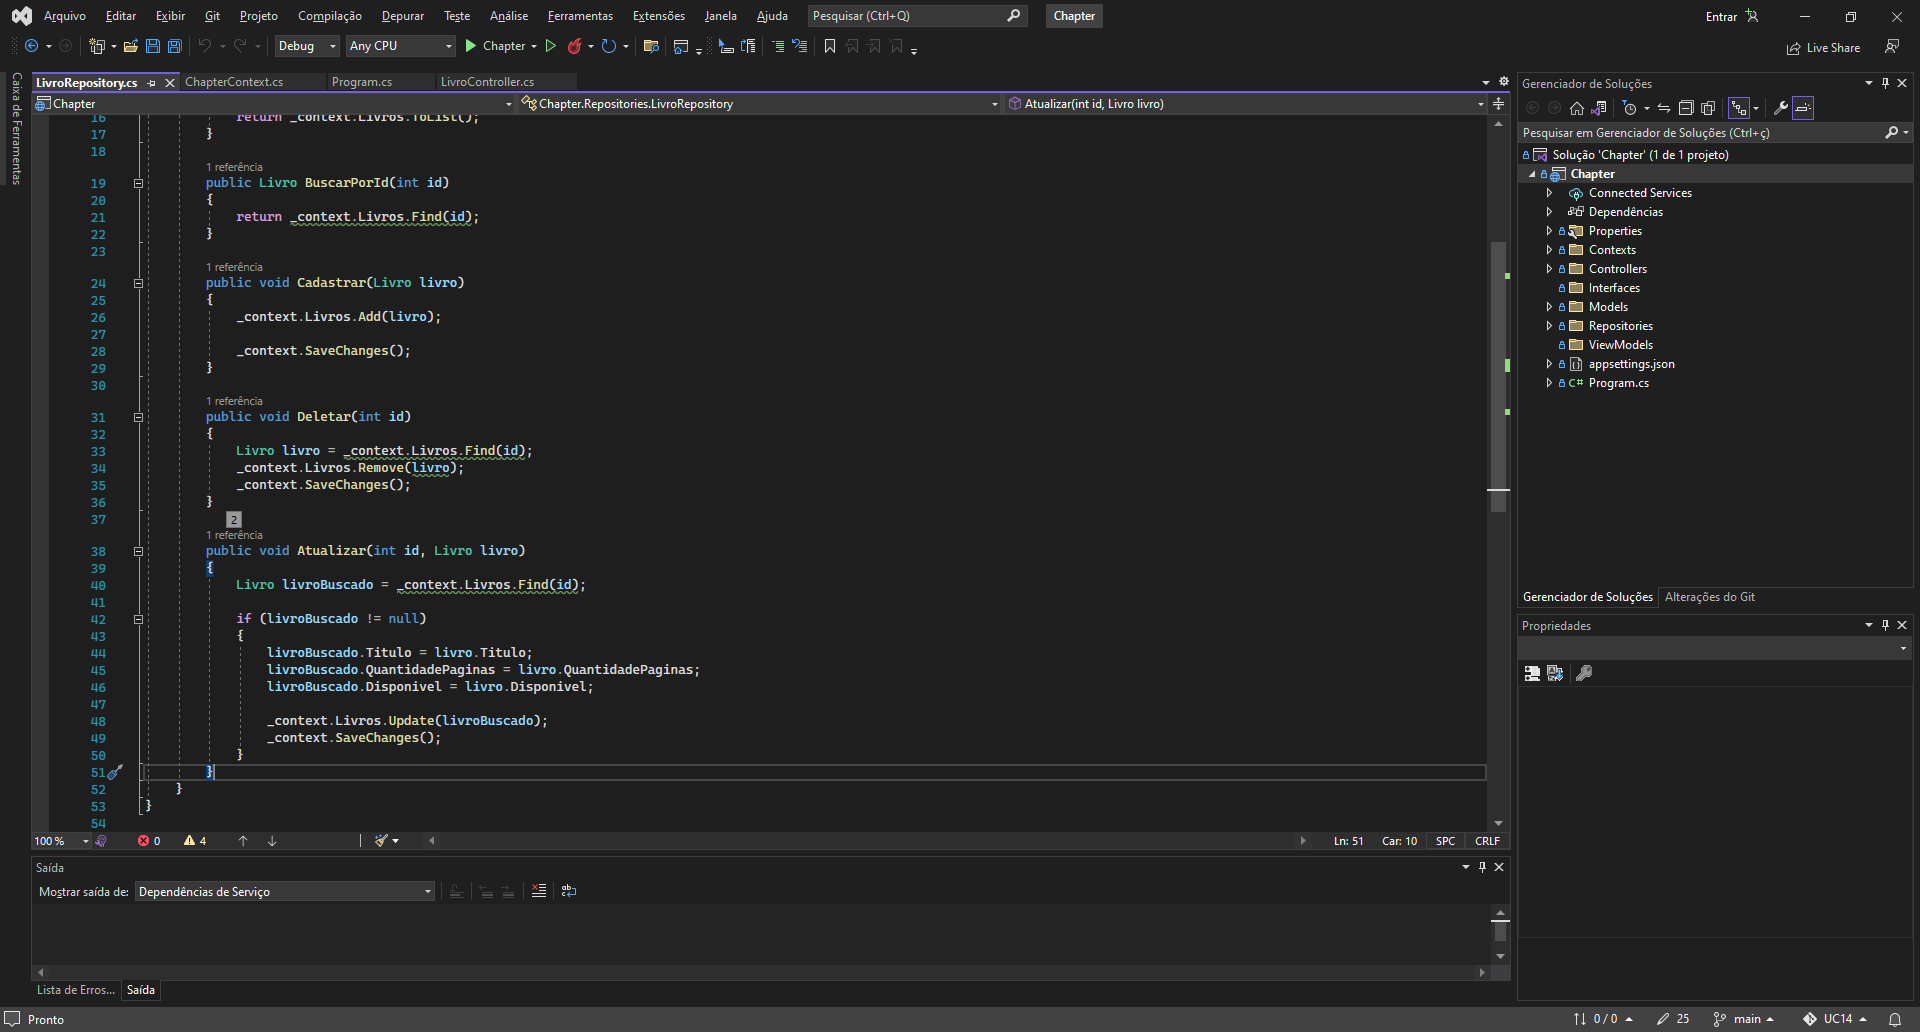 Arquivo Editar Exibir Git Projeto Compilação Depurar Teste Análise Ferramentas Extensões Janela Ajuda Pesquisar (Ctrl+Q) Chapter Entrar
Debug Any CPU Chapter Live Share
Caixa de Ferramentas
LivroRepository.cs ChapterContext.cs Program.cs LivroController.cs
Chapter Chapter.Repositories.LivroRepository Atualizar(int id, Livro livro)
16 return _context.Livros.ToList();
17 }
18
1 referência
19 public Livro BuscarPorId(int id)
20 {
21 return _context.Livros.Find(id);
22 }
23
1 referência
24 public void Cadastrar(Livro livro)
25 {
26 _context.Livros.Add(livro);
27
28 _context.SaveChanges();
29 }
30
1 referência
31 public void Deletar(int id)
32 {
33 Livro livro = _context.Livros.Find(id);
34 _context.Livros.Remove(livro);
35 _context.SaveChanges();
36 }
37 2
1 referência
38 public void Atualizar(int id, Livro livro)
39 {
40 Livro livroBuscado = _context.Livros.Find(id);
41
42 if (livroBuscado != null)
43 {
44 livroBuscado.Titulo = livro.Titulo;
45 livroBuscado.QuantidadePaginas = livro.QuantidadePaginas;
46 livroBuscado.Disponivel = livro.Disponivel;
47
48 _context.Livros.Update(livroBuscado);
49 _context.SaveChanges();
50 }
51 }
52 }
53 }
54
100 % 0 4 Ln: 51 Car: 10 SPC CRLF
Saída
Mostrar saída de: Dependências de Serviço
Lista de Erros... Saída
Gerenciador de Soluções
Pesquisar em Gerenciador de Soluções (Ctrl+ç)
Solução 'Chapter' (1 de 1 projeto)
Chapter
Connected Services
Dependências
Properties
Contexts
Controllers
Interfaces
Models
Repositories
ViewModels
appsettings.json
C# Program.cs
Gerenciador de Soluções Alterações do Git
Propriedades
Pronto 0 / 0 25 main UC14